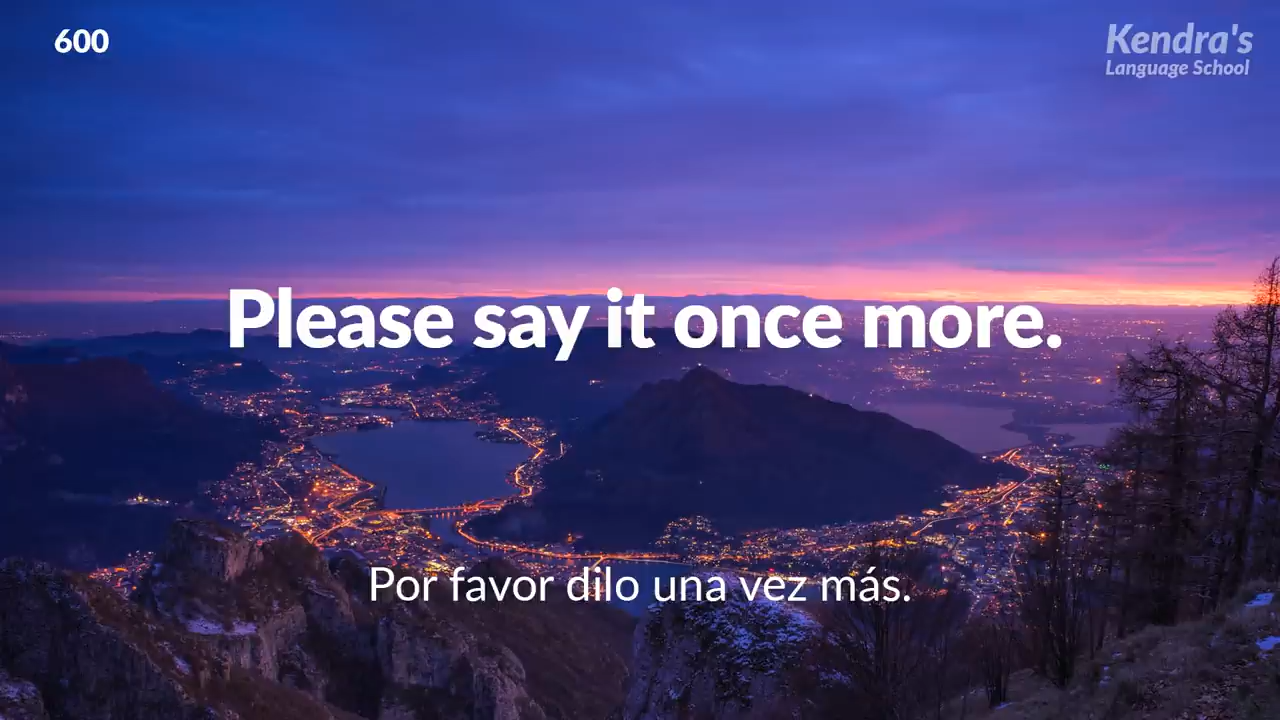 600
Kendra's
Language School
Please say it once more.
Por favor dilo una vez más.